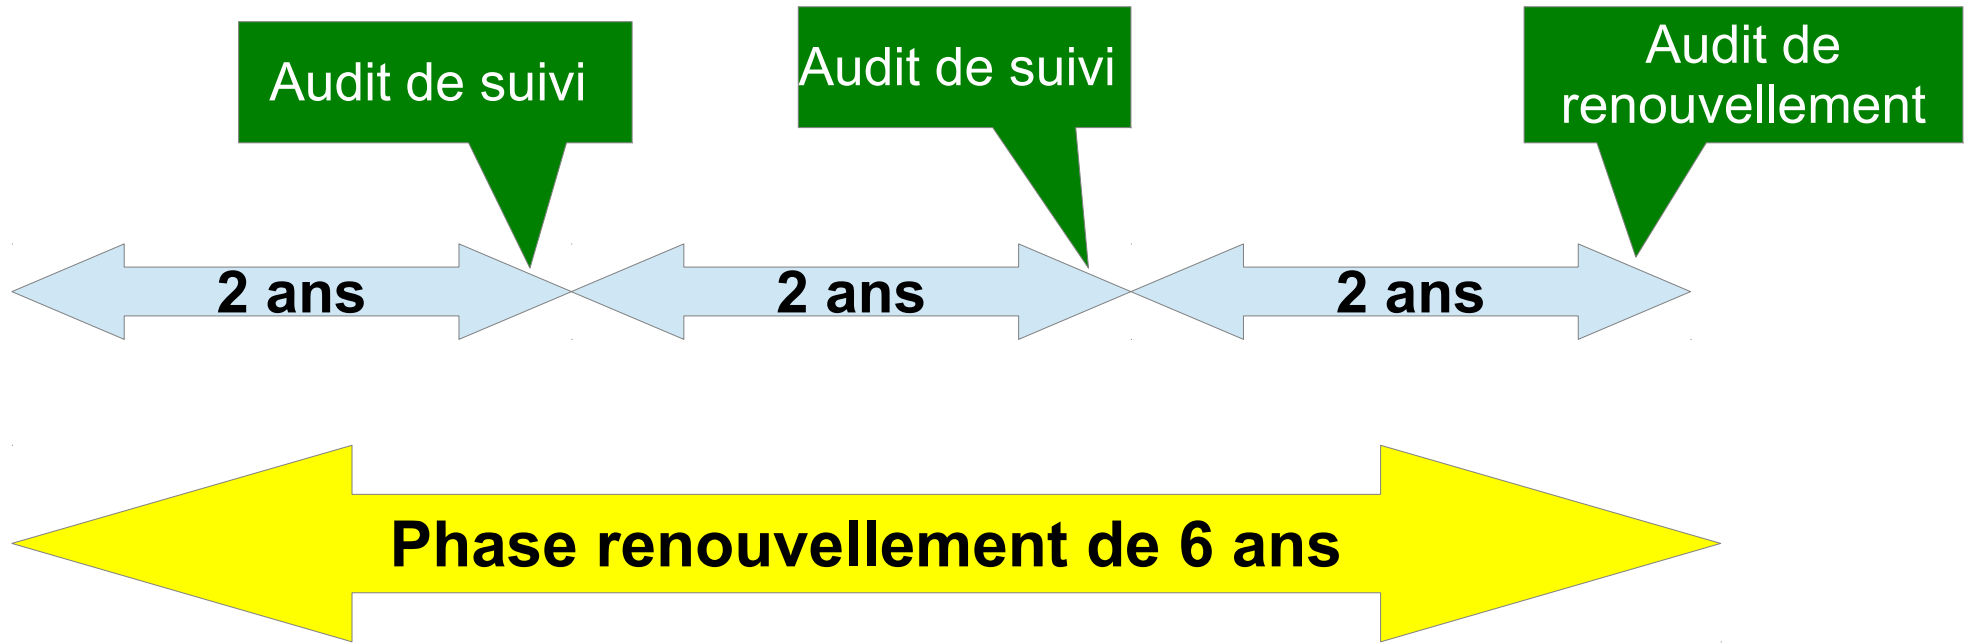 Audit de suivi
Audit de suivi
Audit de
renouvellement
2 ans
2 ans
2 ans
Phase renouvellement de 6 ans